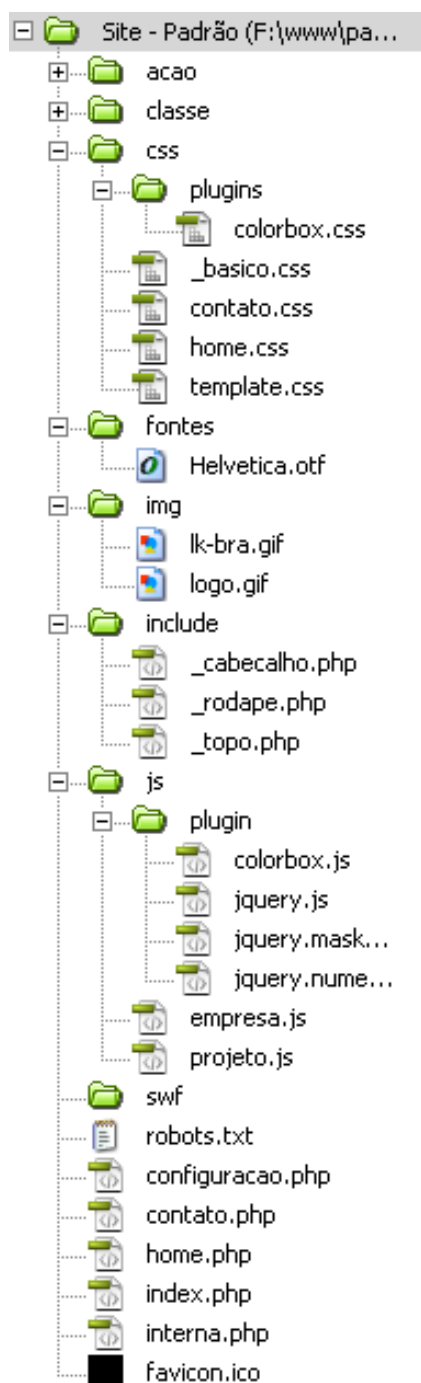 Site - Padrão (F:\www\pa...
acao
classe
css
plugins
colorbox.css
_basico.css
contato.css
home.css
template.css
fontes
Helvetica.otf
img
lk-bra.gif
logo.gif
include
_cabecalho.php
_rodape.php
_topo.php
js
plugin
colorbox.js
jquery.js
jquery.mask...
jquery.nume...
empresa.js
projeto.js
swf
robots.txt
configuracao.php
contato.php
home.php
index.php
interna.php
favicon.ico